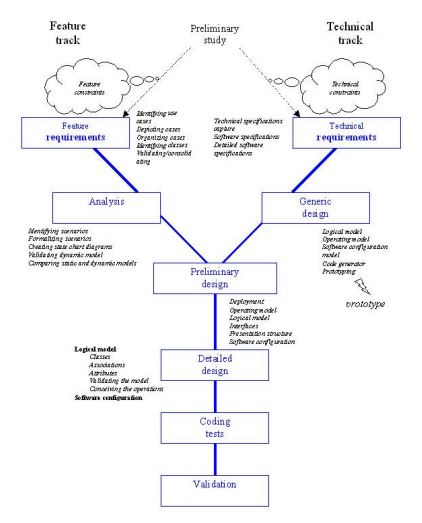 Feature
track
Preliminary
study
Technical
track
Feature
constraints
Technical
constraints
Feature
requirements
Identifying use
cases
Depicting cases
Organizing cases
Identifying classes
Validating/consolid
ating
Technical specifications
capture
Software specifications
Detailed software
specifications
Technical
requirements
Analysis
Generic
design
Identifying scenarios
Formalizing scenarios
Creating state chart diagrams
Validating dynamic model
Comparing static and dynamic models
Logical model
Operating model
Software configuration
model
Code generator
Prototyping
prototype
Preliminary
design
Deployment
Operating model
Logical model
Interfaces
Presentation structure
Software configuration
Logical model
Classes
Associations
Attributes
Validating the model
Conceiving the operations
Software configuration
Detailed
design
Coding
tests
Validation